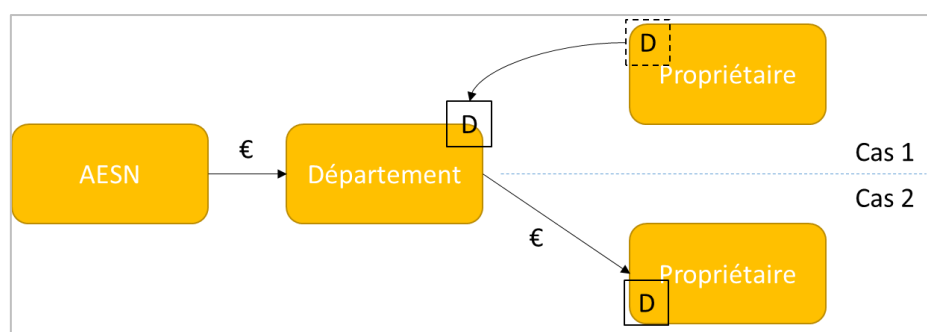 D
Propriétaire
D
€
AESN
Département
Cas 1
Cas 2
€
Propriétaire
D